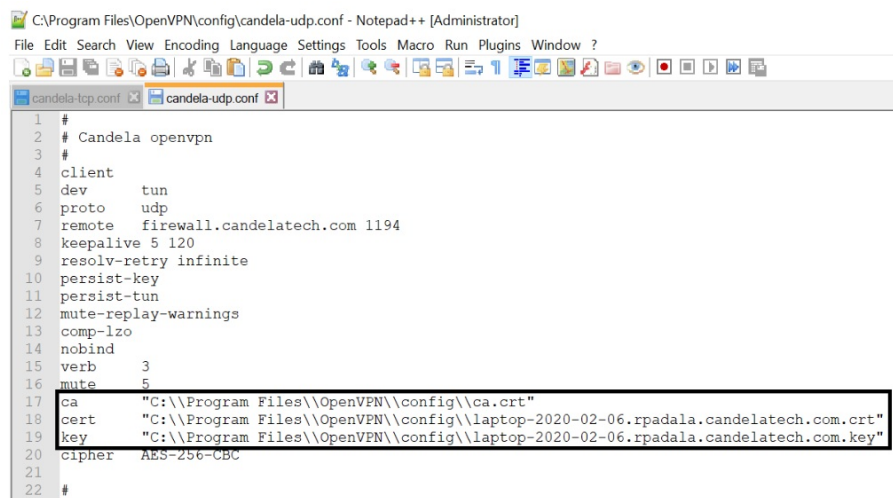 C:\Program Files\OpenVPN\config\candela-udp.conf - Notepad++ [Administrator]
File Edit Search View Encoding Language Settings Tools Macro Run Plugins Window ?
candela-tcp.conf candela-udp.conf
1 #
2 # Candela openvpn
3 #
4 client
5 dev tun
6 proto udp
7 remote firewall.candelatech.com 1194
8 keepalive 5 120
9 resolv-retry infinite
10 persist-key
11 persist-tun
12 mute-replay-warnings
13 comp-lzo
14 nobind
15 verb 3
16 mute 5
17 ca "C:\\Program Files\\OpenVPN\\config\\ca.crt"
18 cert "C:\\Program Files\\OpenVPN\\config\\laptop-2020-02-06.rpadala.candelatech.com.crt"
19 key "C:\\Program Files\\OpenVPN\\config\\laptop-2020-02-06.rpadala.candelatech.com.key"
20 cipher AES-256-CBC
21
22 #